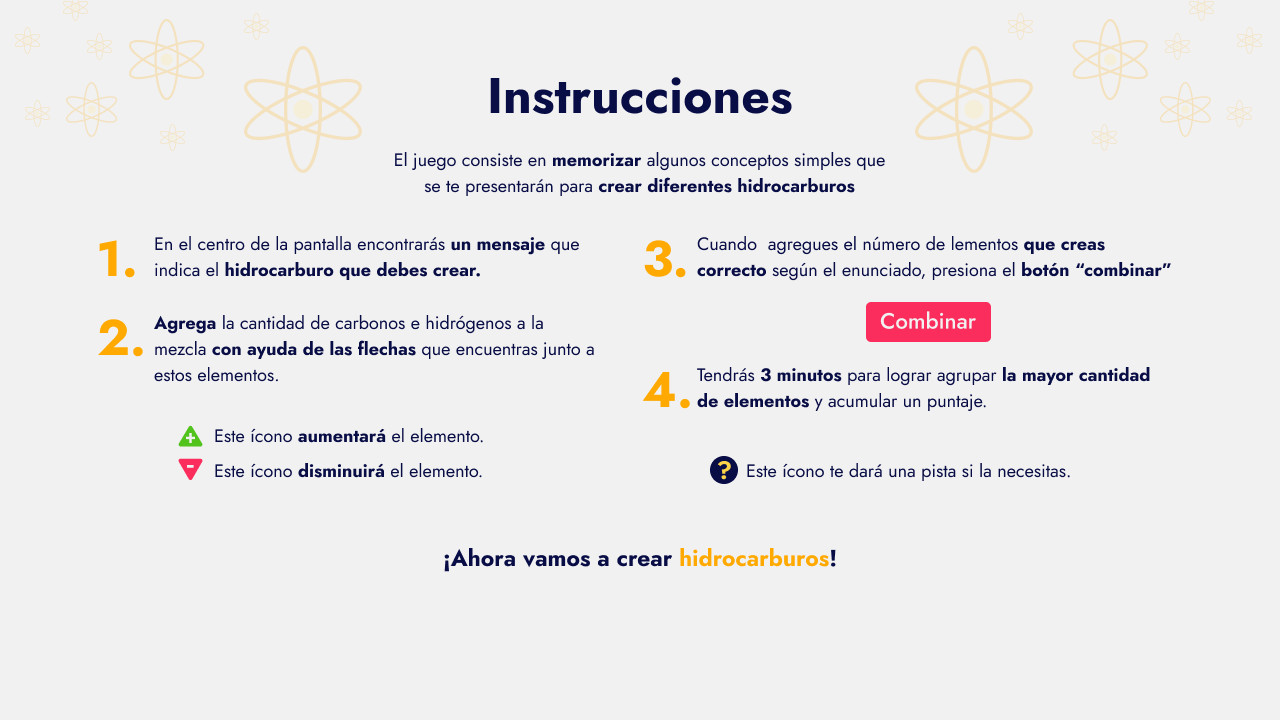 Instrucciones
El juego consiste en memorizar algunos conceptos simples que
se te presentarán para crear diferentes hidrocarburos
1.
En el centro de la pantalla encontrarás un mensaje que
indica el hidrocarburo que debes crear.
2.
Agrega la cantidad de carbonos e hidrógenos a la
mezcla con ayuda de las flechas que encuentras junto a
estos elementos.
Este ícono aumentará el elemento.
Este ícono disminuirá el elemento.
3.
Cuando  agregues el número de lementos que creas
correcto según el enunciado, presiona el botón “combinar”
Combinar
4.
Tendrás 3 minutos para lograr agrupar la mayor cantidad
de elementos y acumular un puntaje.
? Este ícono te dará una pista si la necesitas.
¡Ahora vamos a crear hidrocarburos!